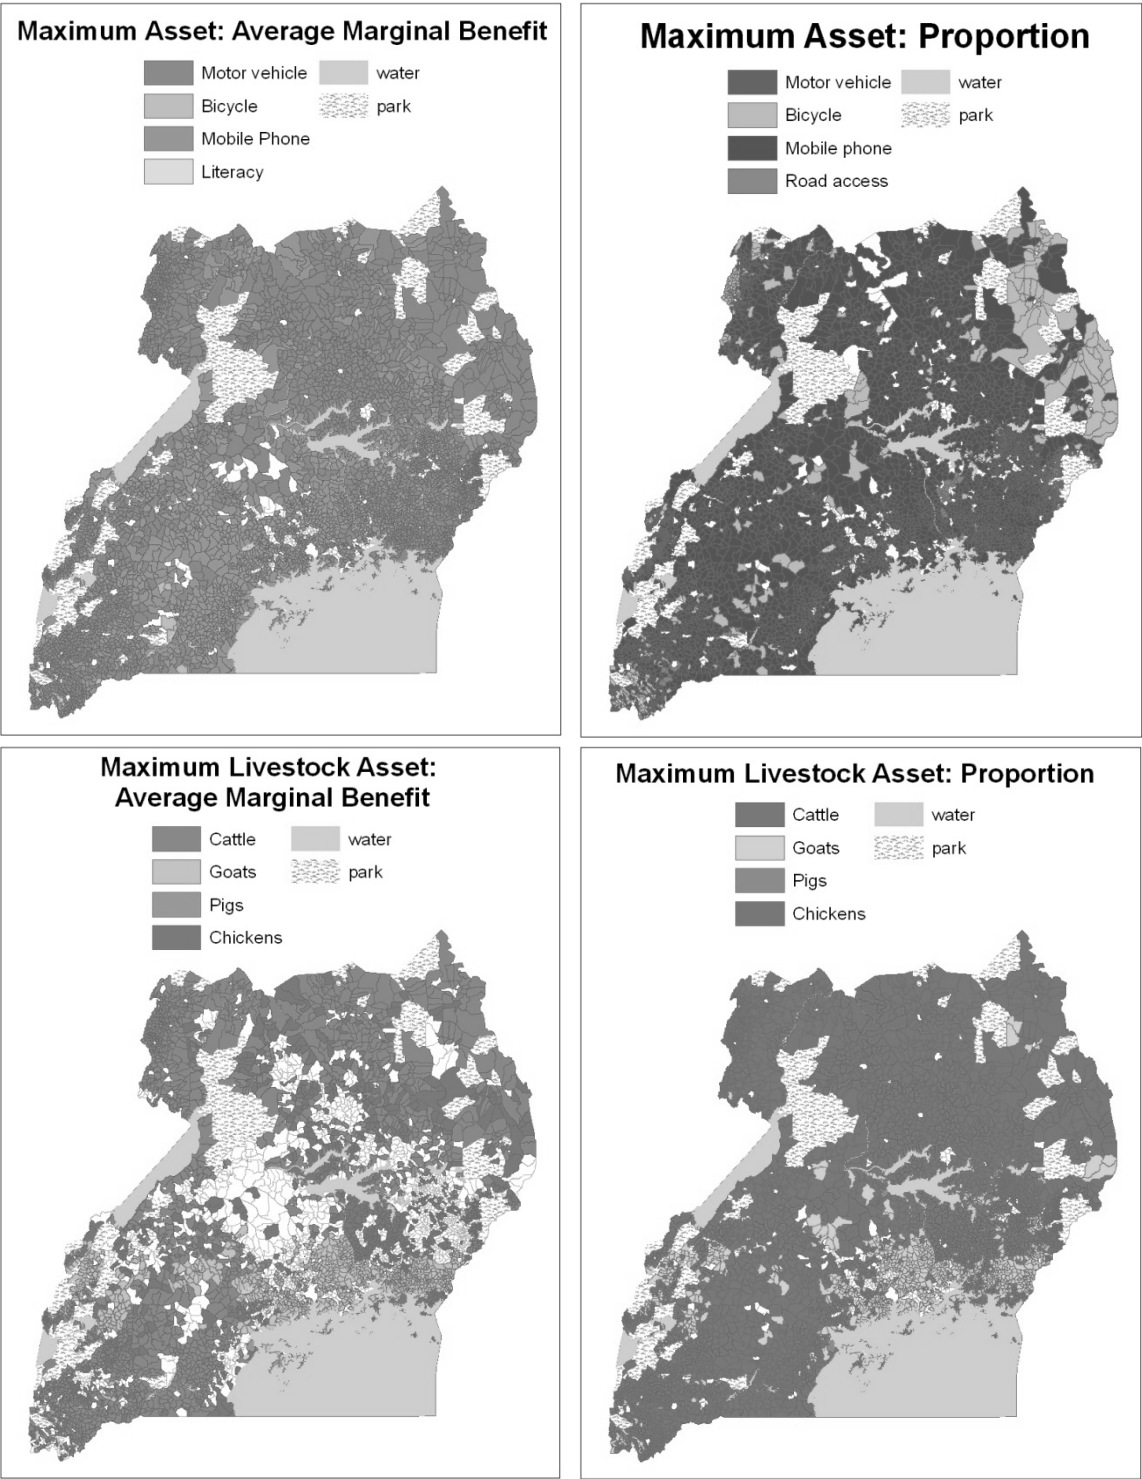 Maximum Asset: Average Marginal Benefit
Motor vehicle water
Bicycle park
Mobile Phone
Literacy
Maximum Asset: Proportion
Motor vehicle water
Bicycle park
Mobile phone
Road access
Maximum Livestock Asset:
Average Marginal Benefit
Cattle water
Goats park
Pigs
Chickens
Maximum Livestock Asset: Proportion
Cattle water
Goats park
Pigs
Chickens